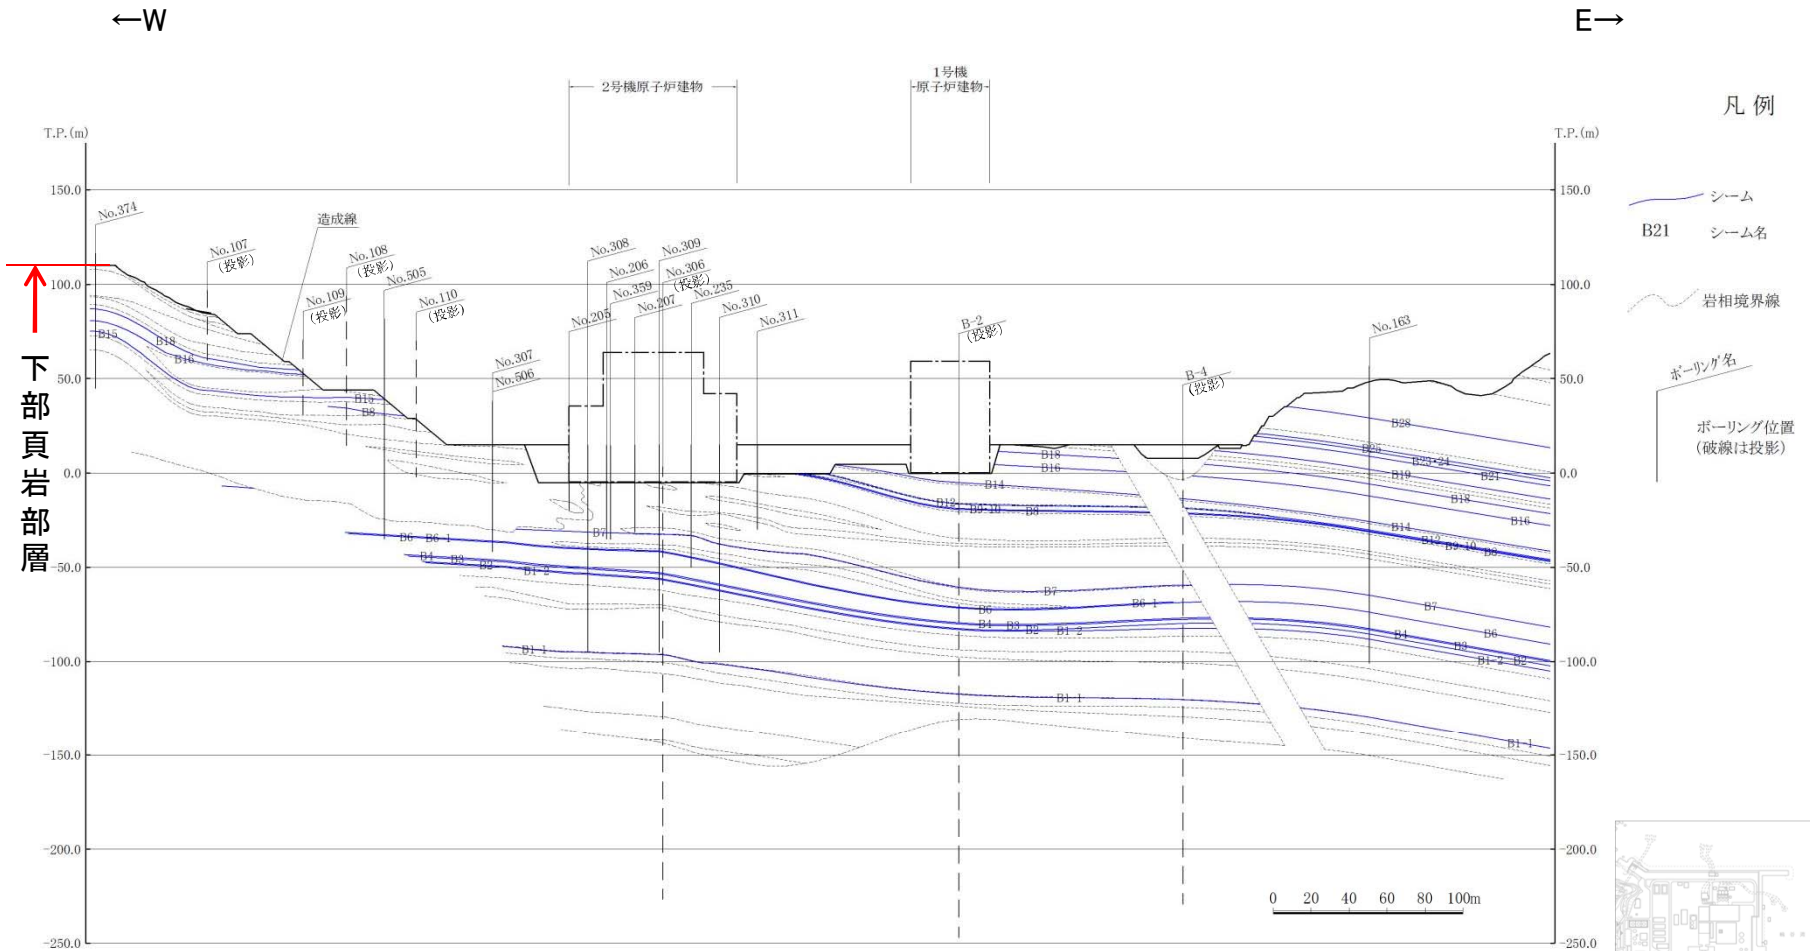 ←W
E→
1号機
2号機原子炉建物
原子炉建物
凡 例
T.P.(m)
T.P.(m)
150.0
150.0
シーム
No.374
造成線
B21
シーム名
No.107
(投影)
No.108
(投影)
No.505
No.109
(投影)
No.110
(投影)
No.308
No.309
No.206
No.306
(投影)
No.359
No.207
No.235
No.205
No.310
No.311
No.307
No.506
B-2
(投影)
B-4
(投影)
No.163
100.0
100.0
岩相境界線
下部頁岩部層
B15
B18
B16
50.0
50.0
ボーリング名
B15
B8
B28
ボーリング位置
(破線は投影)
B18
B16
B25
B23・24
B19
B21
0.0
0.0
B14
B18
B12
B9・10
B8
B16
B14
B12
B9・10
B8
B7
B6
B6-1
B4
B3
B2
B1-2
-50.0
-50.0
B7
B6-1
B6
B7
B4
B3
B2
B1-2
B6
B4
B3
B1-2
B2
B1-1
-100.0
-100.0
B1-1
B1-1
-150.0
-150.0
-200.0
-200.0
0 20 40 60 80 100m
-250.0
-250.0